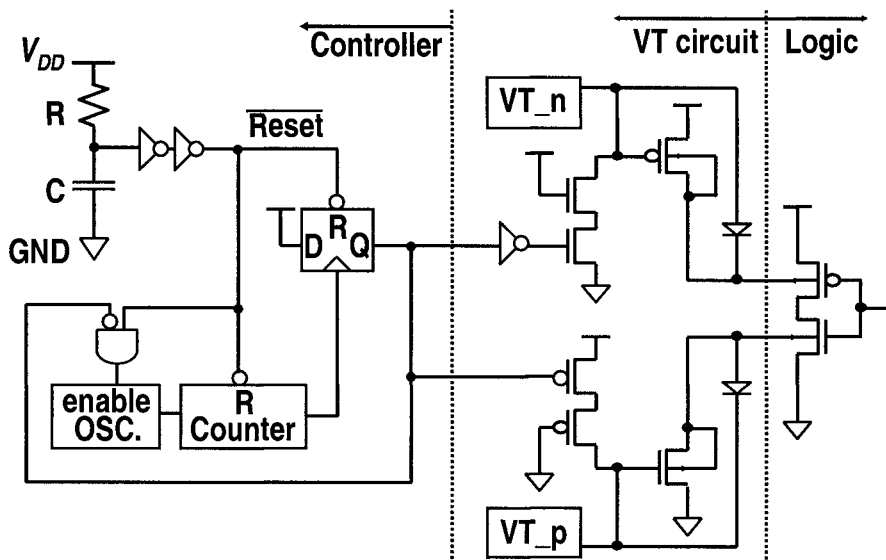 Controller
VT circuit
Logic
V_DD
R
C
GND
Reset
R
D
Q
enable
OSC.
R
Counter
VT_n
VT_p